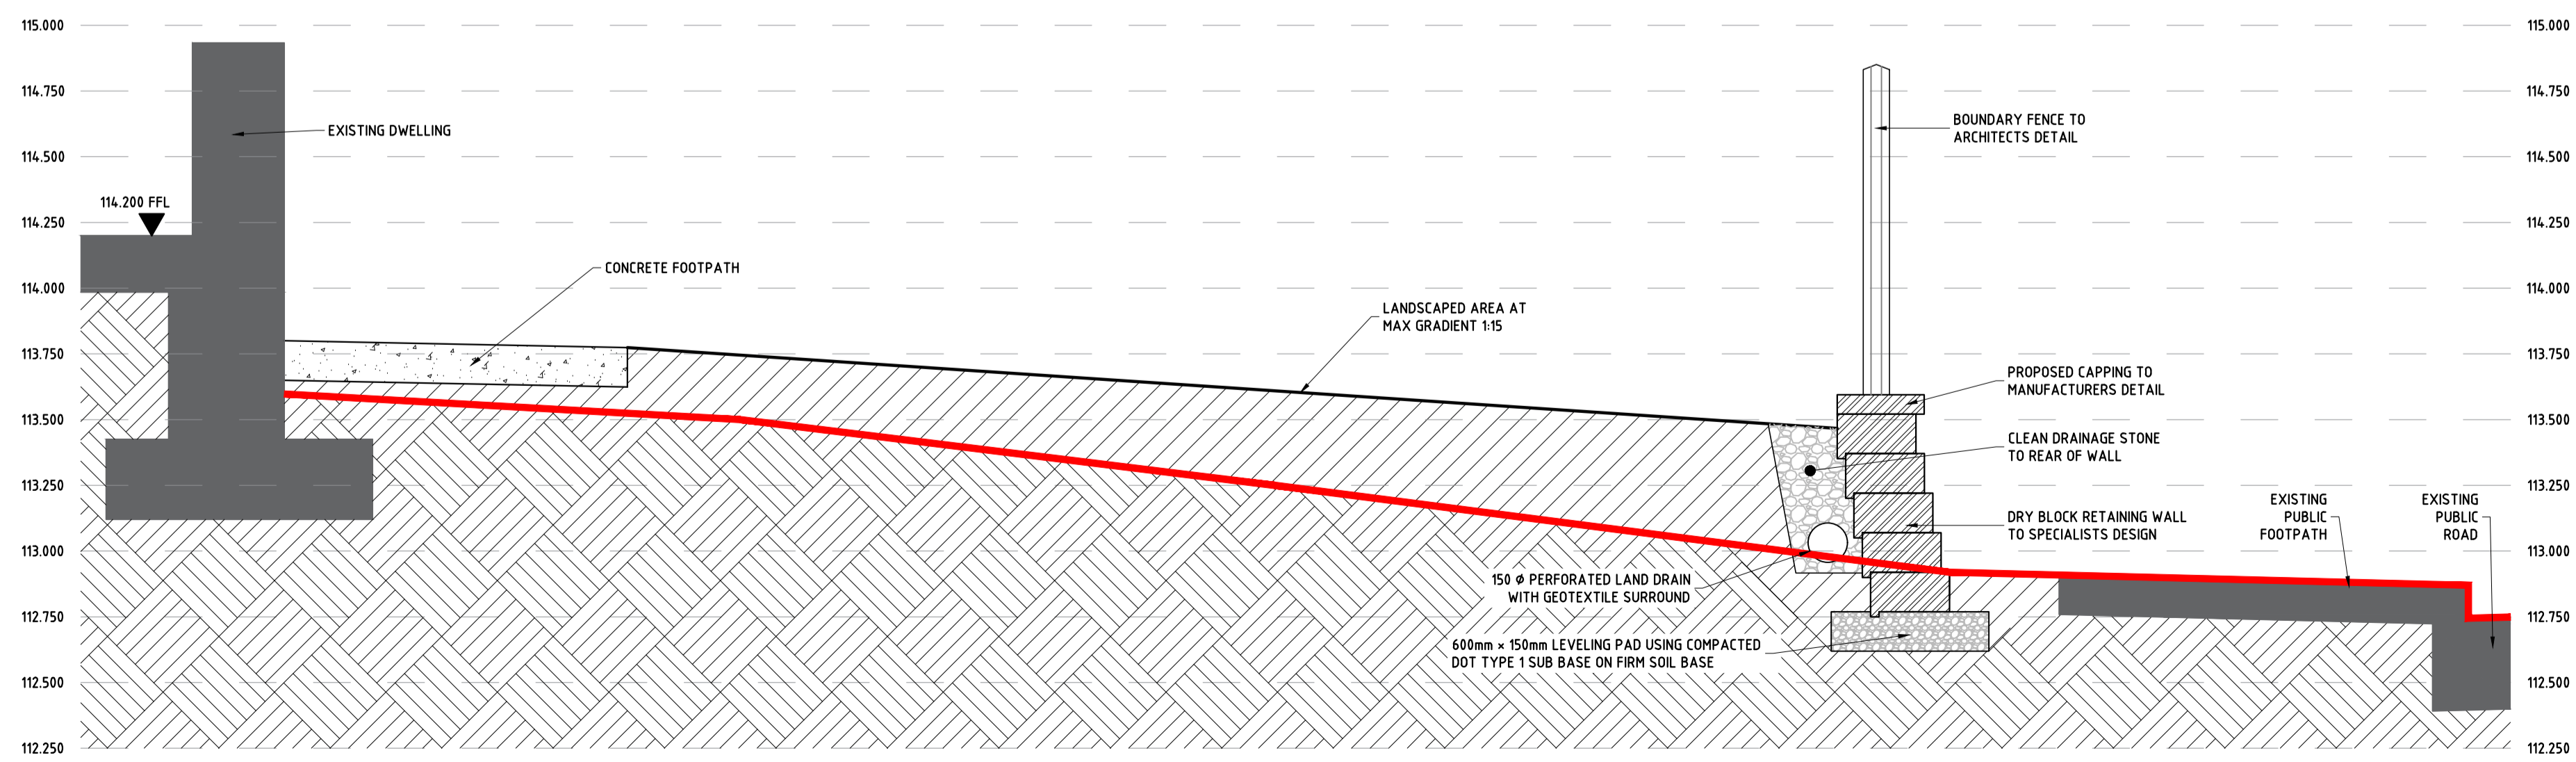 115.000
115.000
114.750
114.750
EXISTING DWELLING
BOUNDARY FENCE TO
ARCHITECTS DETAIL
114.500
114.500
114.200 FFL
114.250
114.250
CONCRETE FOOTPATH
114.000
114.000
LANDSCAPED AREA AT
MAX GRADIENT 1:15
113.750
113.750
PROPOSED CAPPING TO
MANUFACTURERS DETAIL
113.500
113.500
CLEAN DRAINAGE STONE
TO REAR OF WALL
113.250
113.250
DRY BLOCK RETAINING WALL
TO SPECIALISTS DESIGN
EXISTING
PUBLIC
FOOTPATH
EXISTING
PUBLIC
ROAD
113.000
113.000
150 Ø PERFORATED LAND DRAIN
WITH GEOTEXTILE SURROUND
112.750
112.750
600mm × 150mm LEVELING PAD USING COMPACTED
DOT TYPE 1 SUB BASE ON FIRM SOIL BASE
112.500
112.500
112.250
112.250